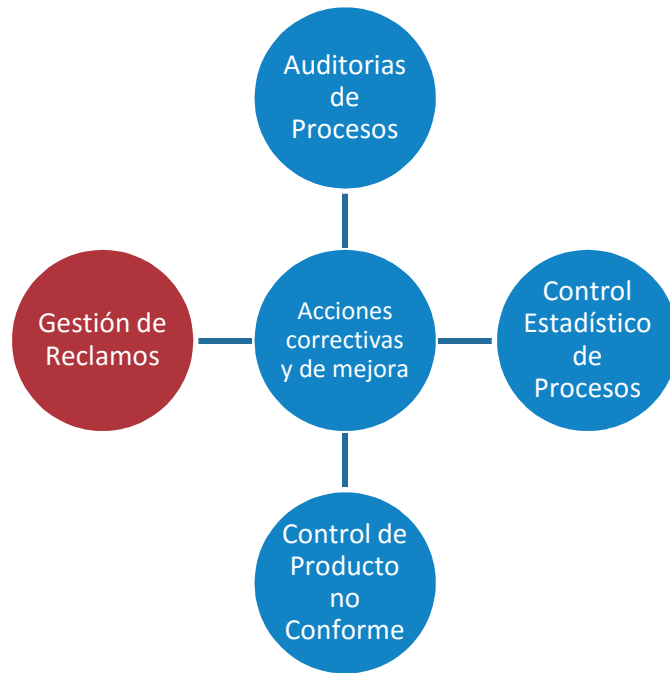 Auditorias
de
Procesos
Gestión de
Reclamos
Acciones
correctivas
y de mejora
Control
Estadístico
de
Procesos
Control de
Producto
no
Conforme